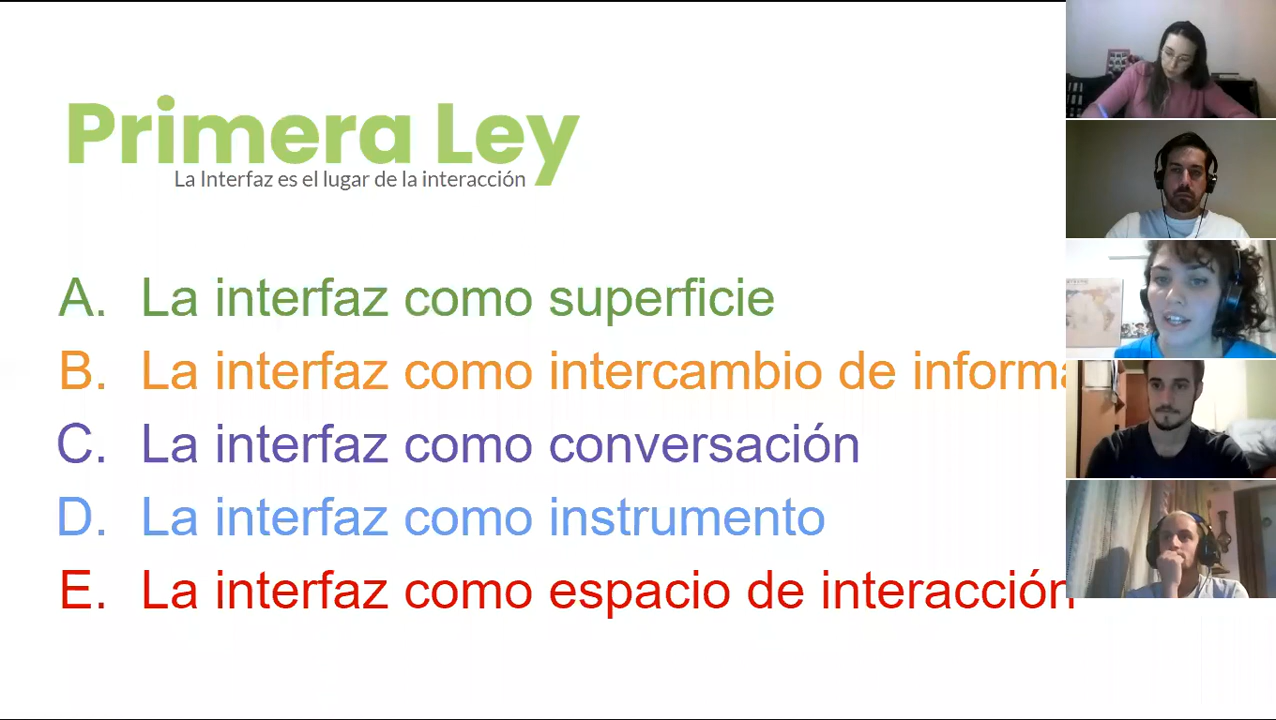 Primera Ley
La Interfaz es el lugar de la interacción
A. La interfaz como superficie
B. La interfaz como intercambio de
C. La interfaz como conversación
D. La interfaz como instrumento
E. La interfaz como espacio de interacción